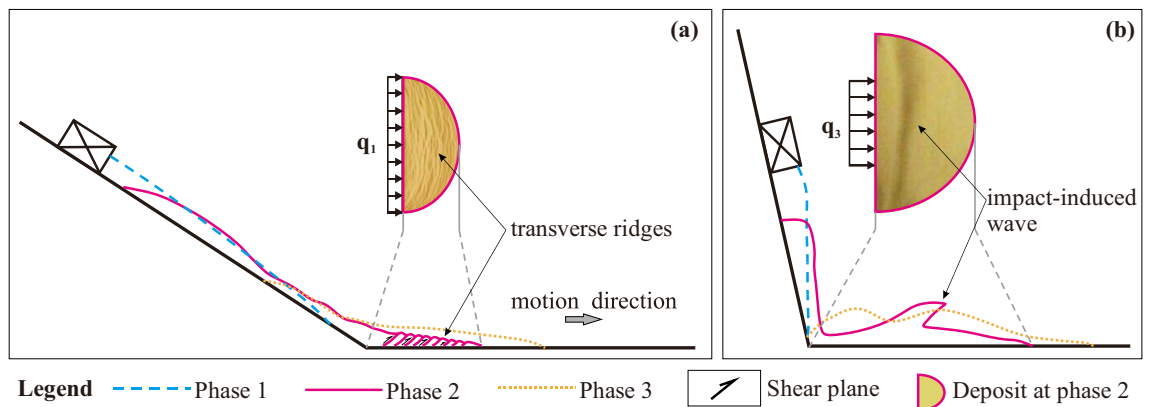 (a)
q1
transverse ridges
motion direction
(b)
q3
impact-induced
wave
Legend
Phase 1
Phase 2
Phase 3
Shear plane
Deposit at phase 2